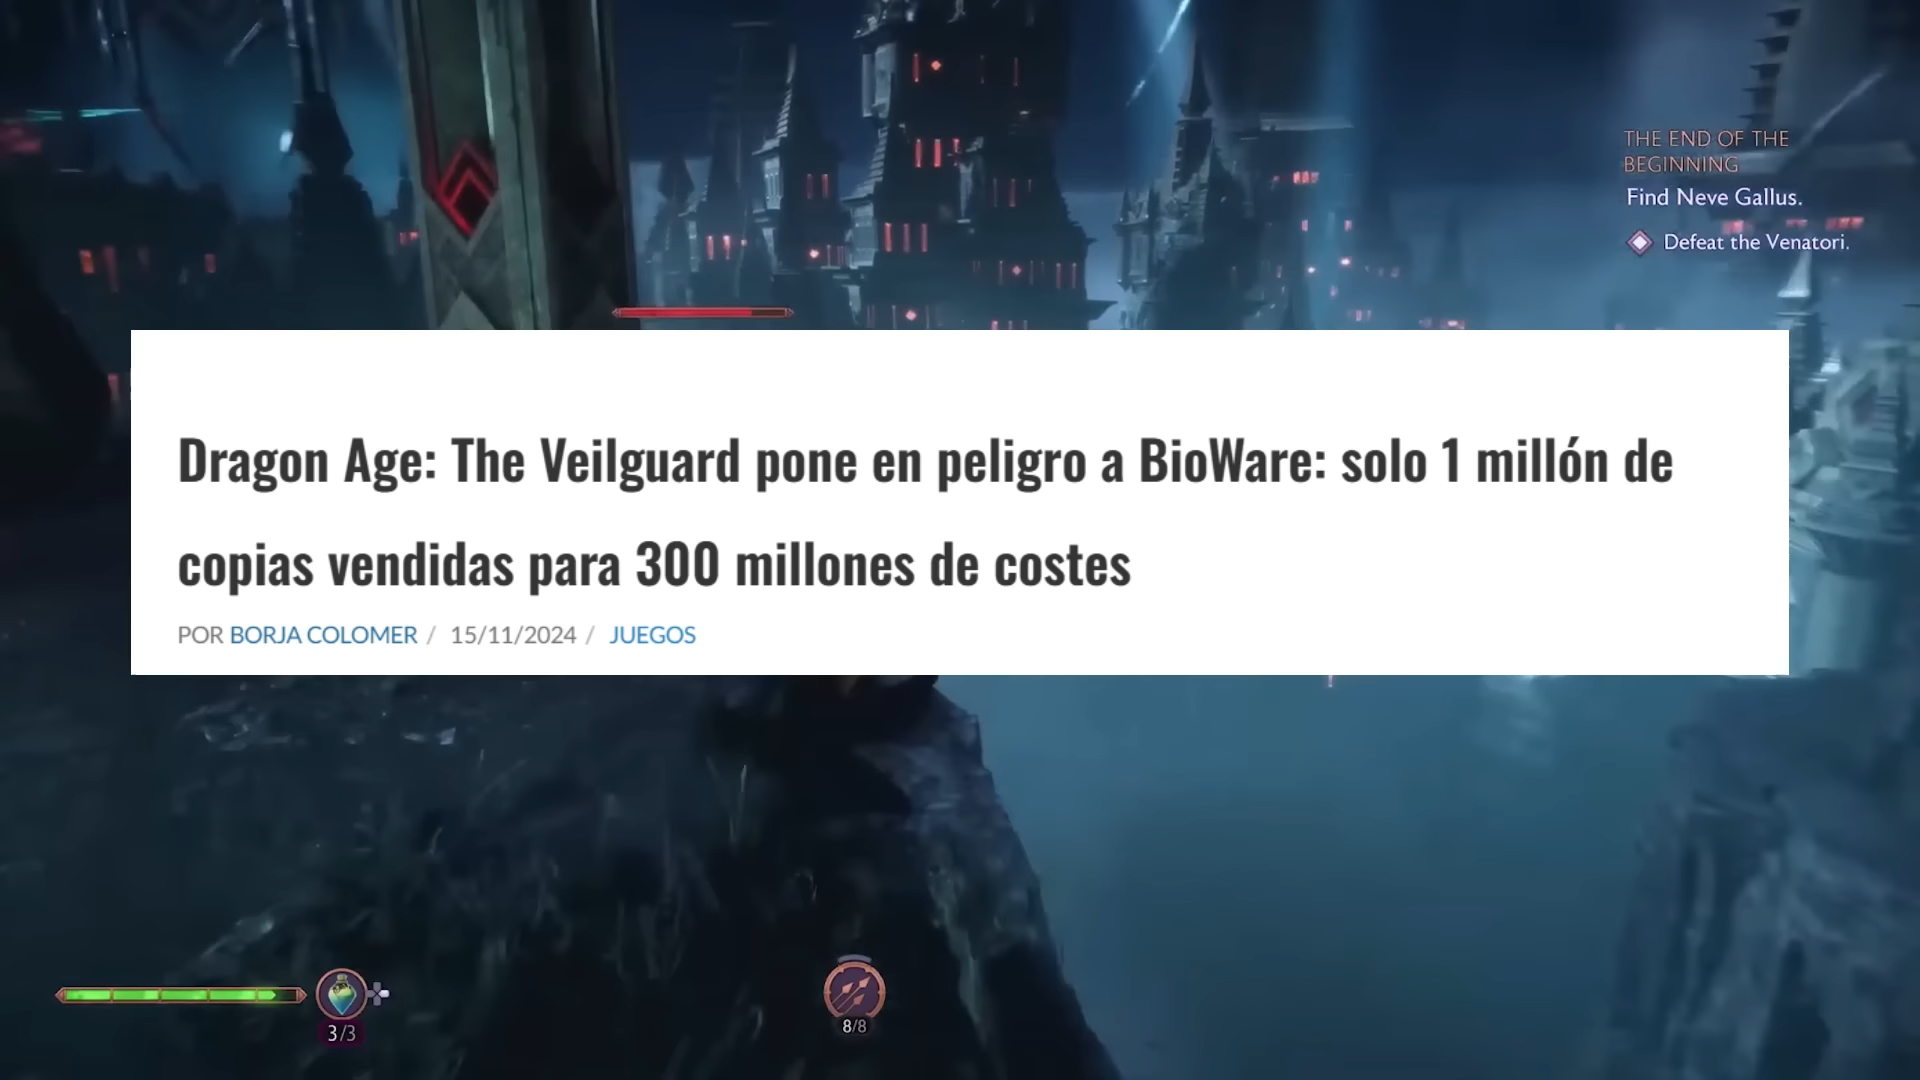 THE END OF THE
BEGINNING
Find Neve Gallus.
Defeat the Venatori.
Dragon Age: The Veilguard pone en peligro a BioWare: solo 1 millón de
copias vendidas para 300 millones de costes
POR BORJA COLOMER / 15/11/2024 / JUEGOS
3/3
8/8